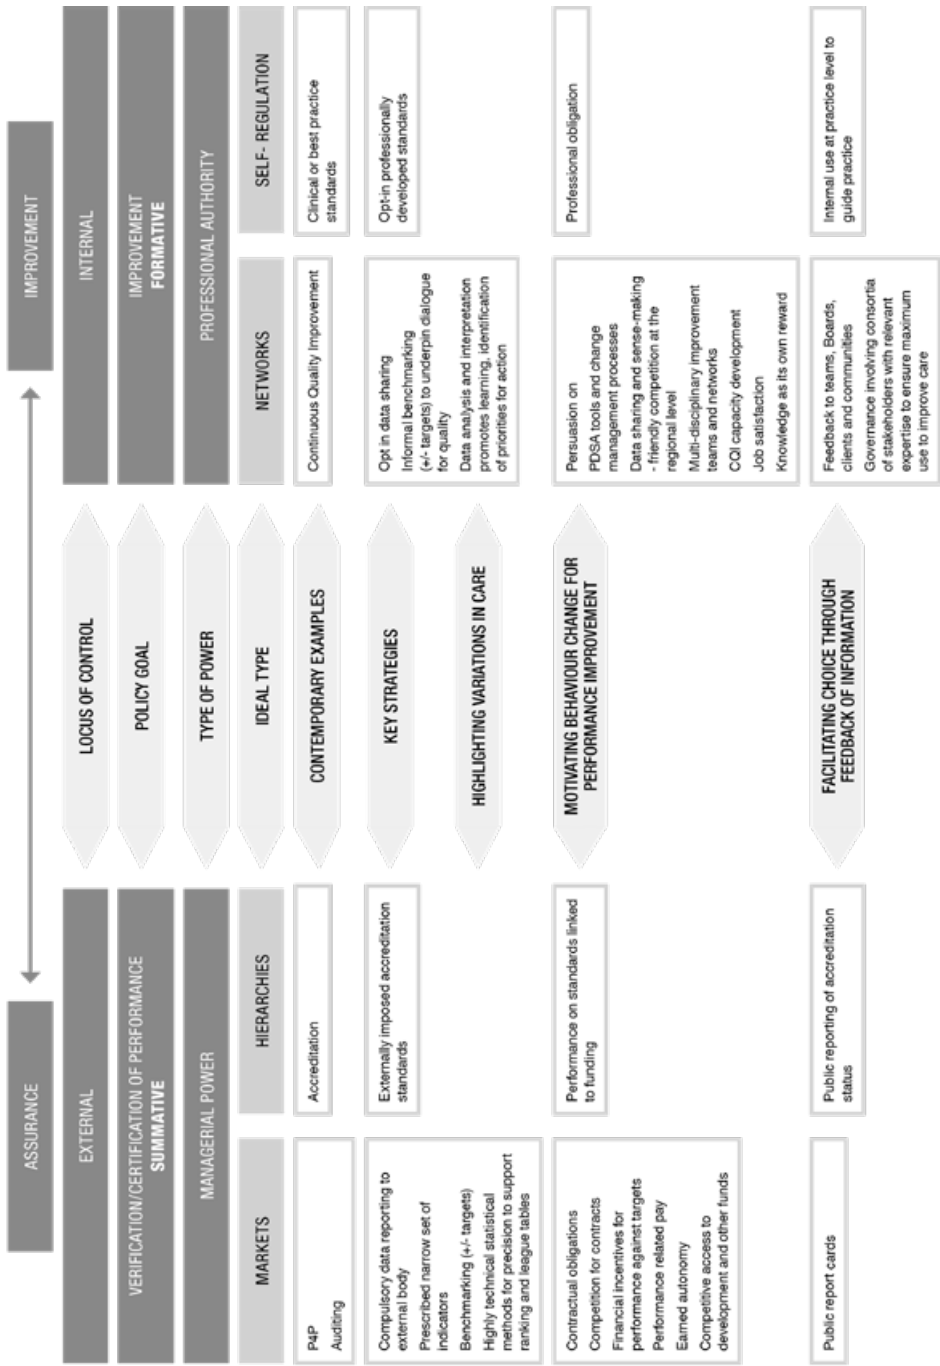 ASSURANCE
IMPROVEMENT
EXTERNAL
LOCUS OF CONTROL
INTERNAL
VERIFICATION/CERTIFICATION OF PERFORMANCE
SUMMATIVE
POLICY GOAL
IMPROVEMENT
FORMATIVE
MANAGERIAL POWER
TYPE OF POWER
PROFESSIONAL AUTHORITY
MARKETS
HIERARCHIES
IDEAL TYPE
NETWORKS
SELF- REGULATION
P4P
Auditing
Accreditation
CONTEMPORARY EXAMPLES
Continuous Quality Improvement
Clinical or best practice
standards
Compulsory data reporting to
external body
Prescribed narrow set of
indicators
Benchmarking (+/- targets)
Highly technical statistical
methods for precision to support
ranking and league tables
Externally imposed accreditation
standards
KEY STRATEGIES
HIGHLIGHTING VARIATIONS IN CARE
Opt in data sharing
Informal benchmarking
(+/- targets) to underpin dialogue
for quality
Data analysis and interpretation
promotes learning, identification
of priorities for action
Opt-in professionally
developed standards
Contractual obligations
Competition for contracts
Financial incentives for
performance against targets
Performance related pay
Earned autonomy
Competitive access to
development and other funds
Performance on standards linked
to funding
MOTIVATING BEHAVIOUR CHANGE FOR
PERFORMANCE IMPROVEMENT
Persuasion on
PDSA tools and change
management processes
Data sharing and sense-making
- friendly competition at the
regional level
Multi-disciplinary improvement
teams and networks
CQI capacity development
Job satisfaction
Knowledge as its own reward
Professional obligation
Public report cards
Public reporting of accreditation
status
FACILITATING CHOICE THROUGH
FEEDBACK OF INFORMATION
Feedback to teams, Boards,
clients and communities
Governance involving consortia
of stakeholders with relevant
expertise to ensure maximum
use to improve care
Internal use at practice level to
guide practice